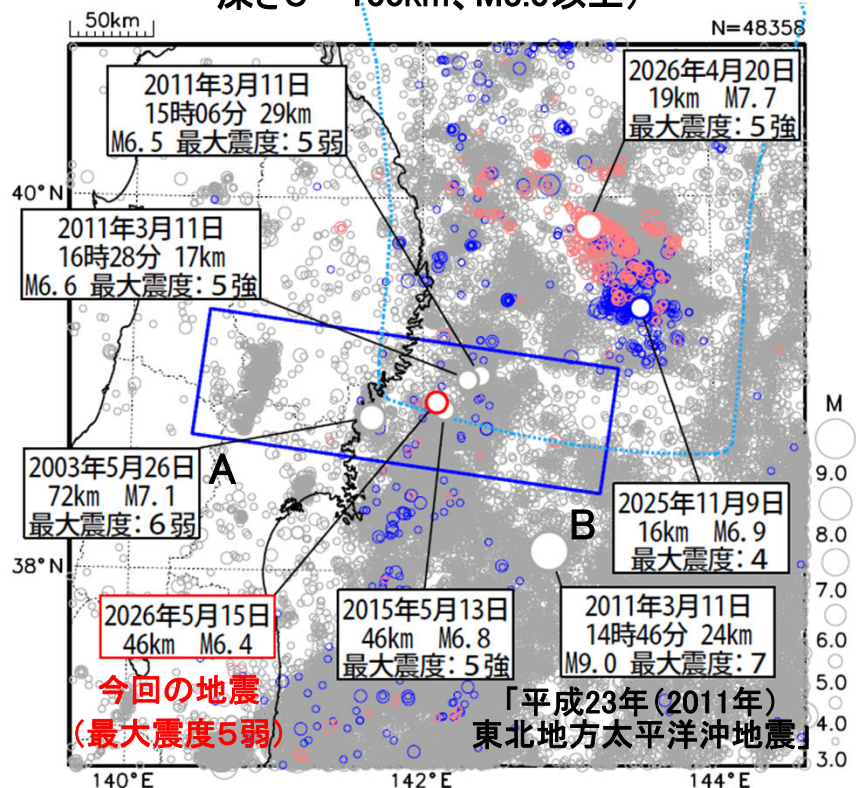 深さ0～150km、M3.0以上）
50km
N=48358
2011年3月11日
15時06分 29km
M6.5 最大震度：5弱
2026年4月20日
19km M7.7
最大震度：5強
40°N
2011年3月11日
16時28分 17km
M6.6 最大震度：5強
A
2003年5月26日
72km M7.1
最大震度：6弱
B
2025年11月9日
16km M6.9
最大震度：4
38°N
2026年5月15日
46km M6.4
今回の地震
（最大震度5弱）
2015年5月13日
46km M6.8
最大震度：5強
2011年3月11日
14時46分 24km
M9.0 最大震度：7
「平成23年（2011年）
東北地方太平洋沖地震」
M
9.0
8.0
7.0
6.0
5.0
4.0
3.0
140°E
142°E
144°E